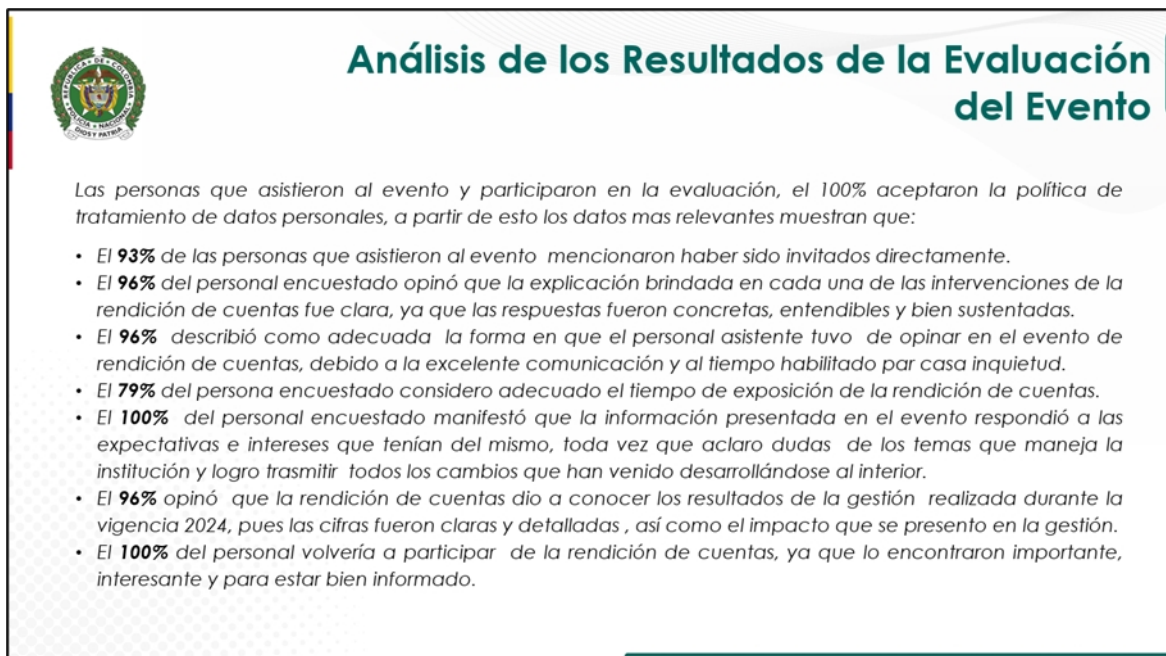 REPUBLICA DE COLOMBIA
POLICIA NACIONAL
DIOS Y PATRIA
Análisis de los Resultados de la Evaluación
del Evento
Las personas que asistieron al evento y participaron en la evaluación, el 100% aceptaron la política de
tratamiento de datos personales, a partir de esto los datos mas relevantes muestran que:
• El 93% de las personas que asistieron al evento mencionaron haber sido invitados directamente.
• El 96% del personal encuestado opinó que la explicación brindada en cada una de las intervenciones de la
rendición de cuentas fue clara, ya que las respuestas fueron concretas, entendibles y bien sustentadas.
• El 96% describió como adecuada la forma en que el personal asistente tuvo de opinar en el evento de
rendición de cuentas, debido a la excelente comunicación y al tiempo habilitado par casa inquietud.
• El 79% del persona encuestado considero adecuado el tiempo de exposición de la rendición de cuentas.
• El 100% del personal encuestado manifestó que la información presentada en el evento respondió a las
expectativas e intereses que tenían del mismo, toda vez que aclaro dudas de los temas que maneja la
institución y logro trasmitir todos los cambios que han venido desarrollándose al interior.
• El 96% opinó que la rendición de cuentas dio a conocer los resultados de la gestión realizada durante la
vigencia 2024, pues las cifras fueron claras y detalladas , así como el impacto que se presento en la gestión.
• El 100% del personal volvería a participar de la rendición de cuentas, ya que lo encontraron importante,
interesante y para estar bien informado.